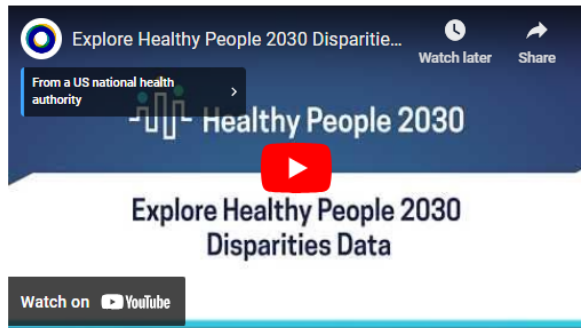 Explore Healthy People 2030 Disparitie...
Watch later
Share
From a US national health
authority
Healthy People 2030
Explore Healthy People 2030
Disparities Data
Watch on YouTube